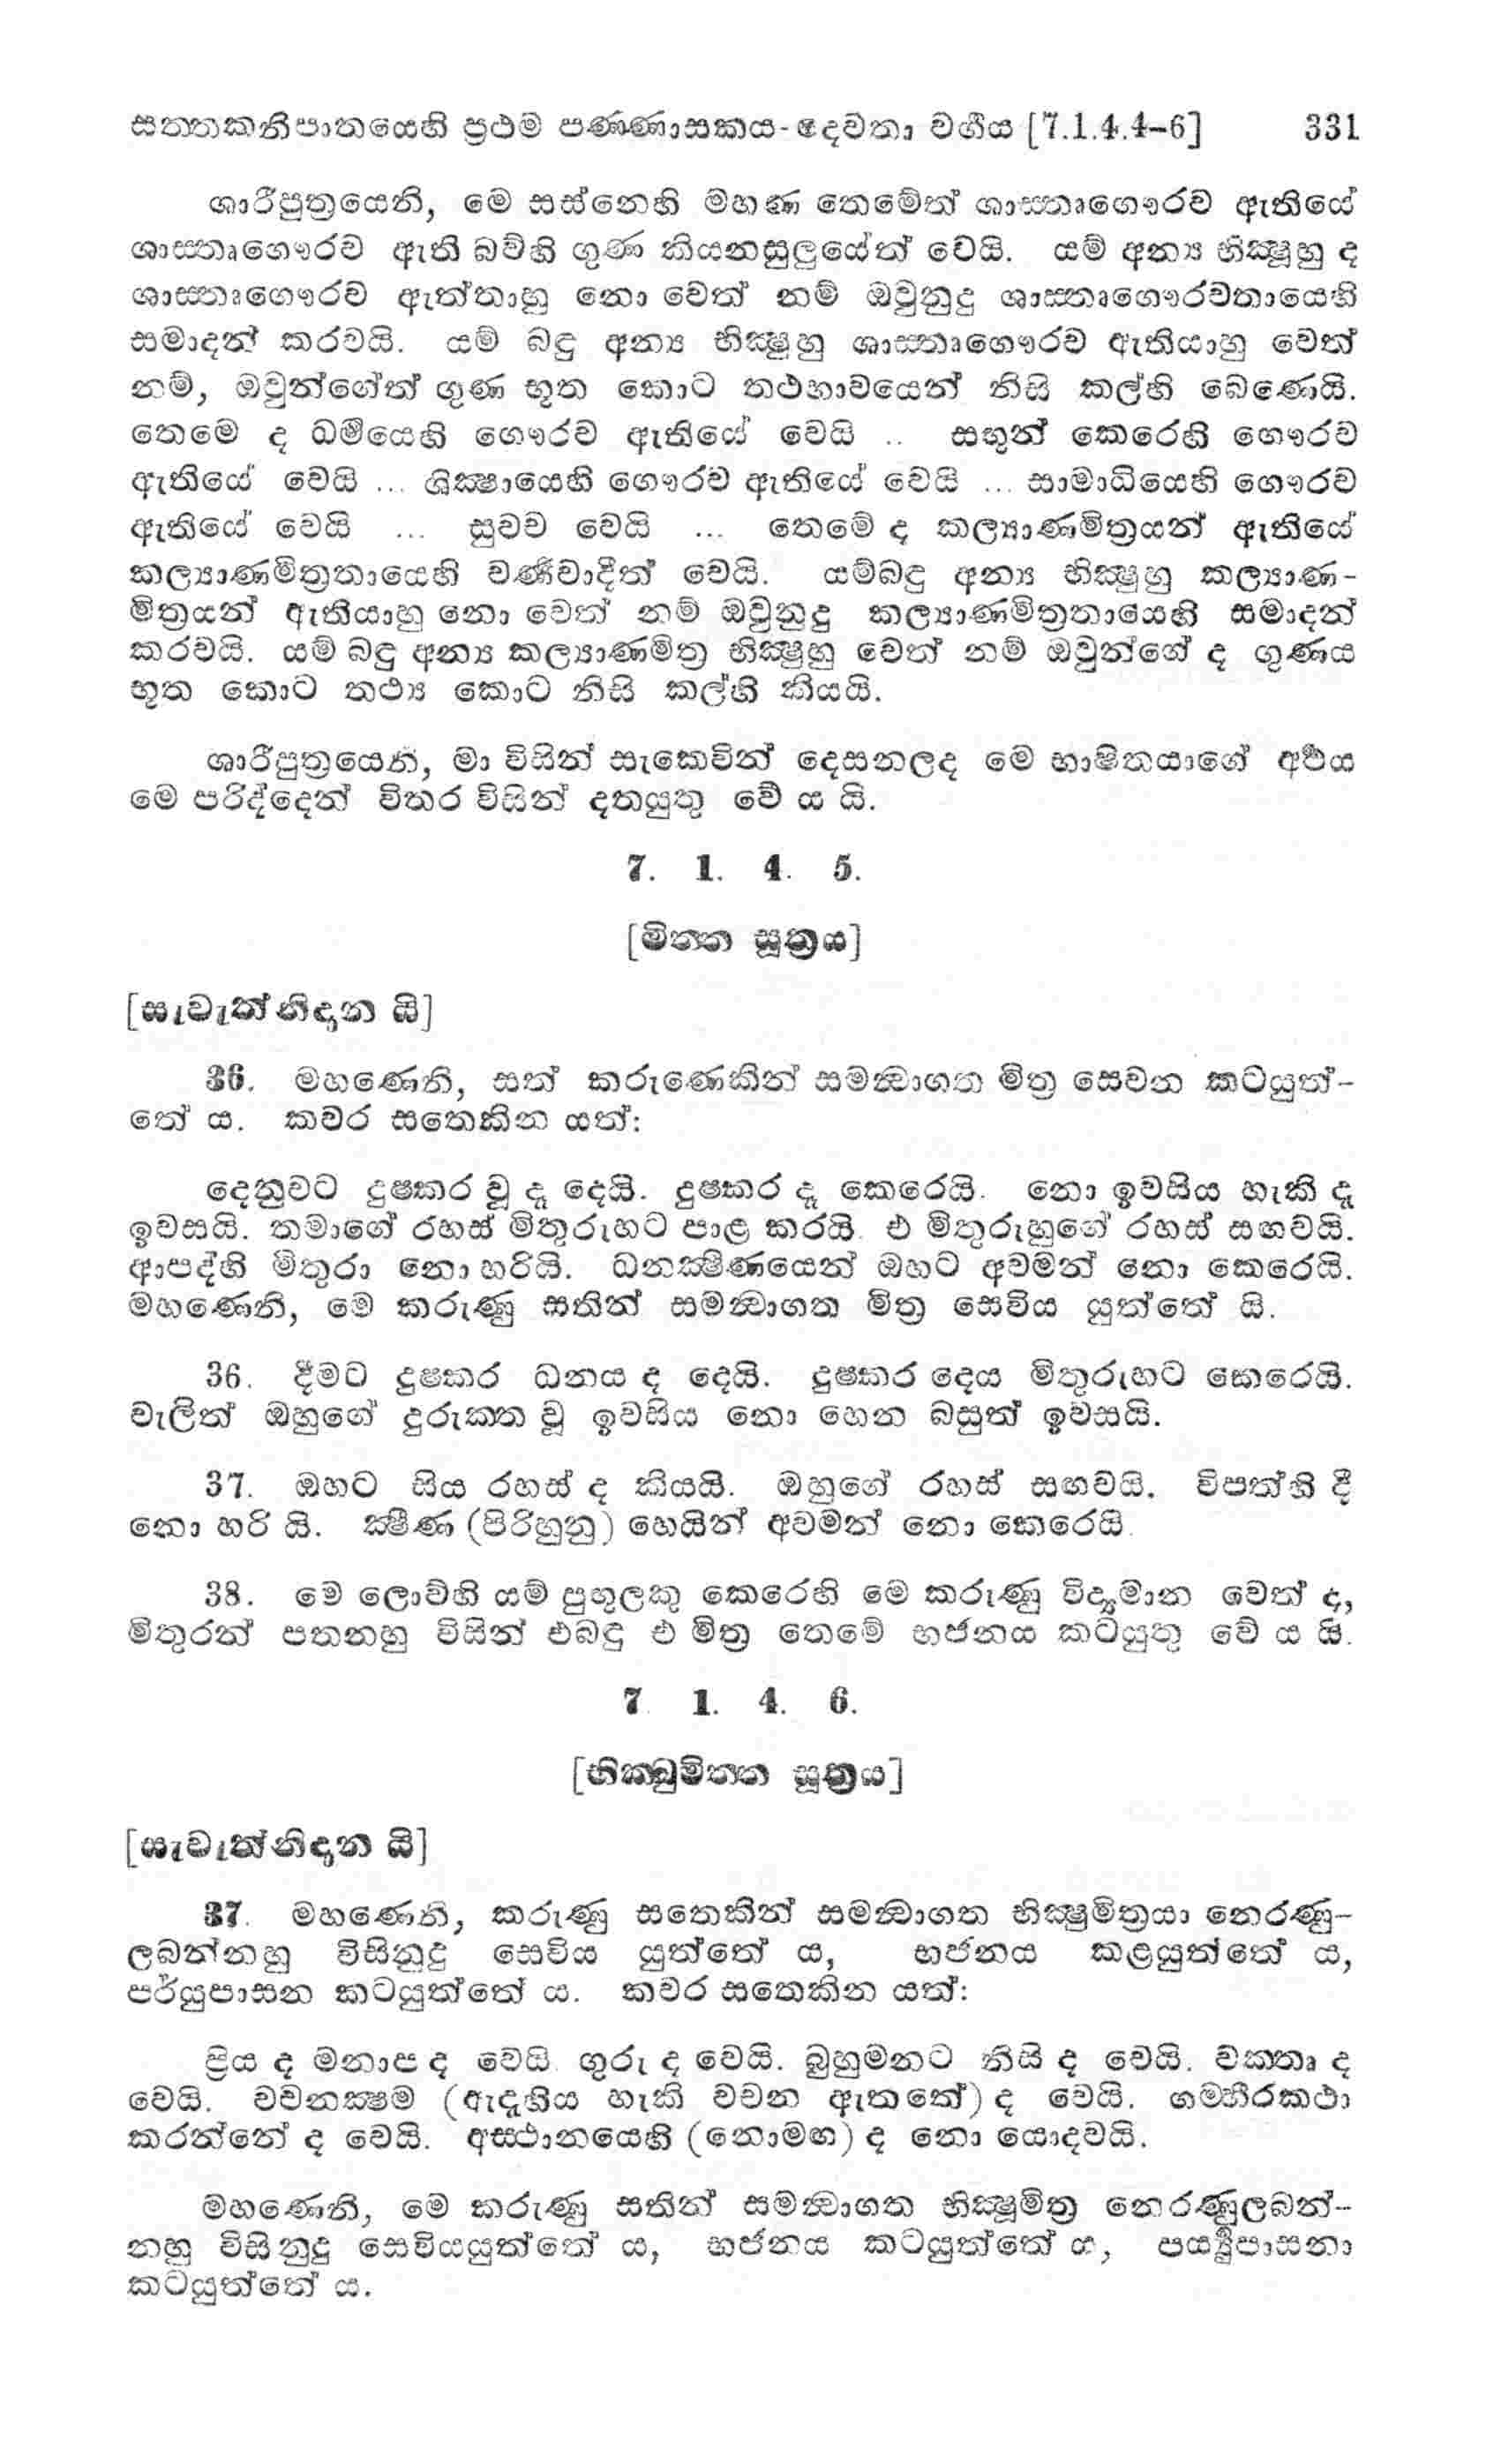 සත්තකනිපාතයෙහි ප්‍රථම පණ්ණාසකය-දෙවතා වර්ගය [7.1.4.4–6] 331
ශාරීපුත්‍රයෙනි, මෙ සස්නෙහි මහණ තෙමේත් ශාස්තෘගෞරව ඇතියේ
ශාස්තෘගෞරව ඇති බව්හි ගුණ කියනසුලුයේත් වෙයි. යම් අන්‍ය භික්‍ෂූහු ද
ශාස්තෘගෞරව ඇත්තාහු නො වෙත් නම් ඔවුනුදු ශාස්තෘගෞරවතායෙහි
සමාදන් කරවයි. යම් බඳු අන්‍ය භික්‍ෂුහු ශාස්තෘගෞරව ඇතියාහු වෙත්
නම්, ඔවුන්ගේත් ගුණ භූත කොට තථභාවයෙන් නිසි කල්හි බෙණෙයි.
තෙමෙ ද ධර්මයෙහි ගෞරව ඇතියේ වෙයි .. සඟුන් කෙරෙහි ගෞරව
ඇතියේ වෙයි ... ශික්‍ෂායෙහි ගෞරව ඇතියේ වෙයි ... සාමාධියෙහි ගෞරව
ඇතියේ වෙයි ... සුවච වෙයි ... තෙමේ ද කල්‍යාණමිත්‍රයන් ඇතියේ
කල්‍යාණමිත්‍රතායෙහි වර්ණවාදීත් වෙයි. යම්බඳු අන්‍ය භික්‍ෂුහු කල්‍යාණ-
මිත්‍රයන් ඇතියාහු නො වෙත් නම් ඔවුනුදු කල්‍යාණමිත්‍රතායෙහි සමාදන්
කරවයි. යම් බඳු අන්‍ය කල්‍යාණමිත්‍ර භික්‍ෂුහු වෙත් නම් ඔවුන්ගේ ද ගුණය
භූත කොට තථ්‍ය කොට නිසි කල්හි කියයි.
ශාරීපුත්‍රයෙනි, මා විසින් සැකෙවින් දෙසනලද මෙ භාෂිතයාගේ අර්ථය
මෙ පරිද්දෙන් විතර විසින් දතයුතු වේ ය යි.
7. 1. 4. 5.
[මිත්ත සූත්‍රය]
[සැවැත්නිදාන යි]
36. මහණෙනි, සත් කරුණෙකින් සමන්‍වාගත මිත්‍ර සෙවන කටයුත්-
තේ ය. කවර සතෙකින යත්:
දෙනුවට දුෂ්කර වූ දෑ දෙයි. දුෂ්කර දෑ කෙරෙයි. නො ඉවසිය හැකි දෑ
ඉවසයි. තමාගේ රහස් මිතුරුහට පාළ කරයි. එ මිතුරුහුගේ රහස් සඟවයි.
ආපද්හි මිතුරා නො හරියි. ධනක්‍ෂීණයෙන් ඔහට අවමන් නො කෙරෙයි.
මහණෙනි, මෙ කරුණු සතින් සමන්‍වාගත මිත්‍ර සෙවිය යුත්තේ යි.
36. දීමට දුෂ්කර ධනය ද දෙයි. දුෂ්කර දෙය මිතුරුහට කෙරෙයි.
වැලිත් ඔහුගේ දුරුක්ත වූ ඉවසිය නො හෙන බසුත් ඉවසයි.
37. ඔහට සිය රහස් ද කියයි. ඔහුගේ රහස් සඟවයි. විපත්හි දී
නො හරි යි. ක්‍ෂීණ (පිරිහුනු) හෙයින් අවමන් නො කෙරෙයි.
38. මෙ ලොව්හි යම් පුඟුලකු කෙරෙහි මෙ කරුණු විද්‍යමාන වෙත් ද,
මිතුරන් පතනහු විසින් එබඳු එ මිත්‍ර තෙමේ භජනය කටයුතු වේ ය යි.
7 1. 4. 6.
[භික්ඛුමිත්ත සූත්‍රය]
[සැවැත්නිදාන යි]
37. මහණෙනි, කරුණු සතෙකින් සමන්‍වාගත භික්‍ෂුමිත්‍රයා නෙරණු-
ලබන්නහු විසිනුදු සෙවිය යුත්තේ ය, භජනය කළයුත්තේ ය,
පර්යුපාසන කටයුත්තේ ය. කවර සතෙකින යත්:
ප්‍රිය ද මනාප ද වෙයි. ගුරු ද වෙයි. බුහුමනට නිසි ද වෙයි. වක්තෘ ද
වෙයි. වචනක්‍ෂම (ඇදැහිය හැකි වචන ඇත්තේ) ද වෙයි. ගම්භීරකථා
කරන්නේ ද වෙයි. අස්ථානයෙහි (නොමඟ) ද නො යොදවයි.
මහණෙනි, මෙ කරුණු සතින් සමන්‍වාගත භික්‍ෂූමිත්‍ර නෙරණුලබන්-
නහු විසිනුදු සෙවියයුත්තේ ය, භජනය කටයුත්තේ ය, පර්‍ය්‍යුපාසනා
කටයුත්තේ ය.